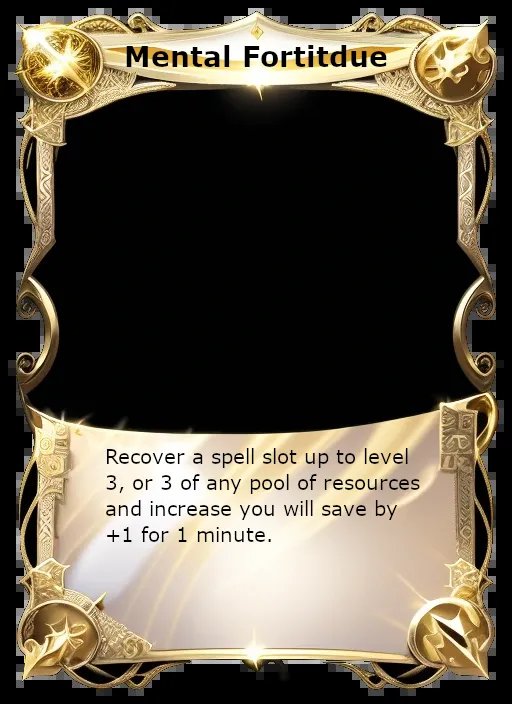 Mental Fortitdue
Recover a spell slot up to level
3, or 3 of any pool of resources
and increase you will save by
+1 for 1 minute.